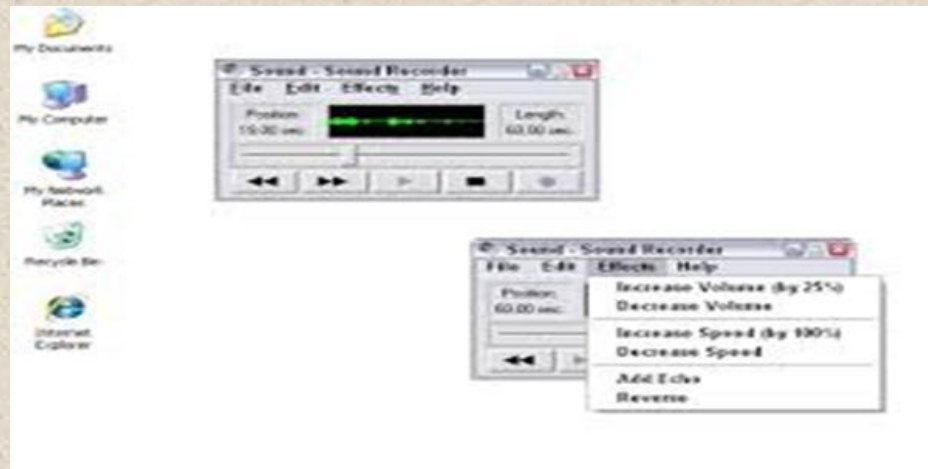 My Documents
My Computer
My Network
Places
Recycle Bin
Internet
Explorer
Sound - Sound Recorder
File Edit Effects Help
Position:
Length:
60.00 sec.
Sound - Sound Recorder
File Edit Effects Help
Position:
60.00 sec.
Increase Volume (by 25%)
Decrease Volume
Increase Speed (by 100%)
Decrease Speed
Add Echo
Reverse